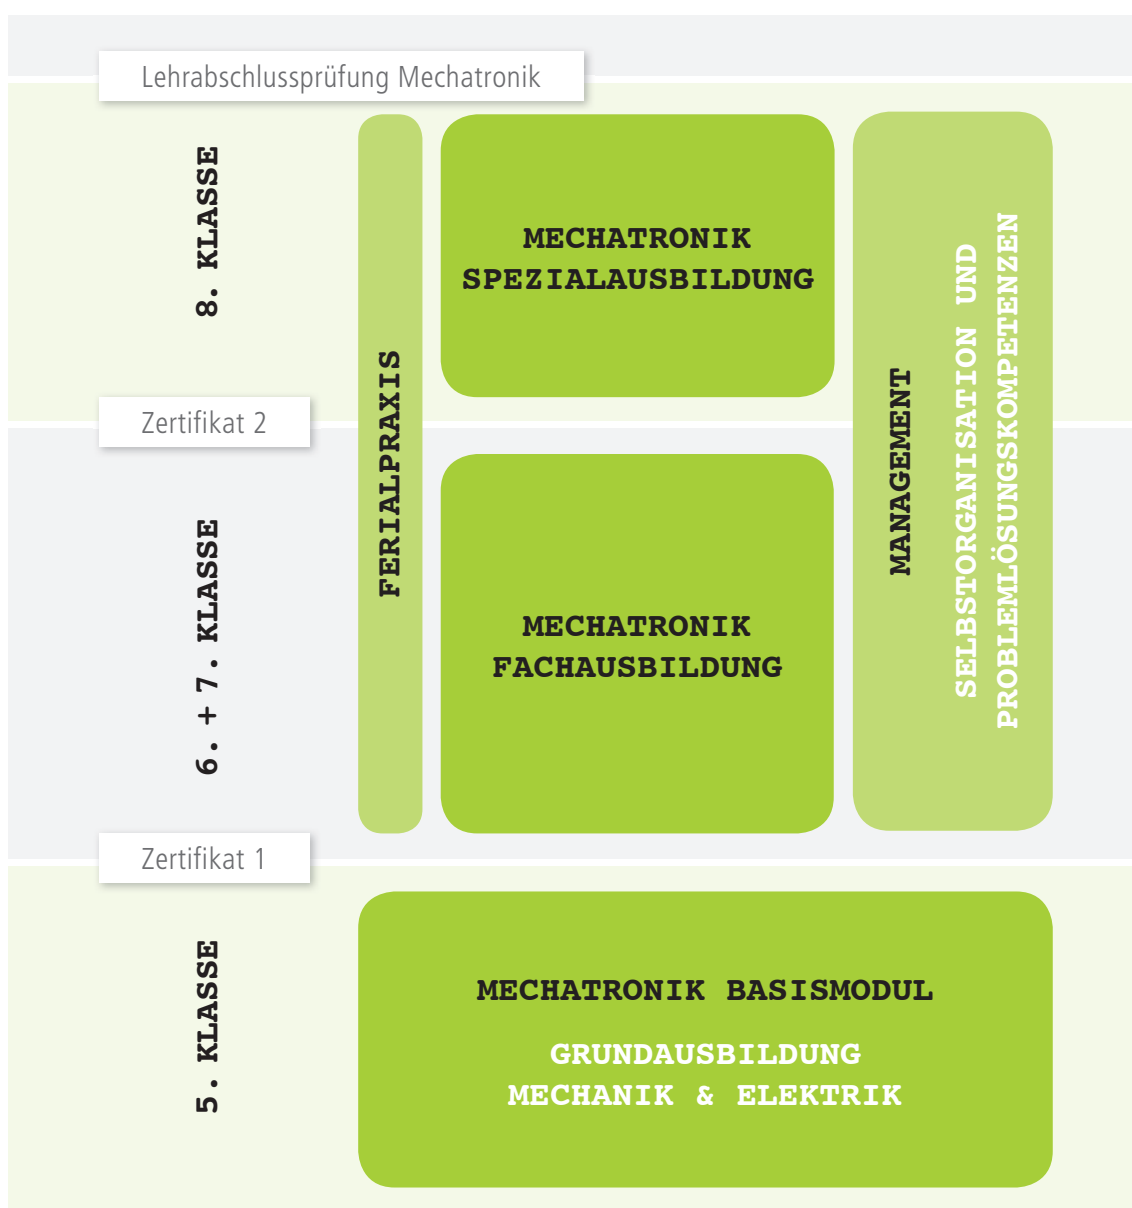 Lehrabschlussprüfung Mechatronik
8. KLASSE
FERIALPRAXIS
MECHATRONIK
SPEZIALAUSBILDUNG
MANAGEMENT
SELBSTORGANISATION UND
PROBLEMLÖSUNGSKOMPETENZEN
Zertifikat 2
6. + 7. KLASSE
MECHATRONIK
FACHAUSBILDUNG
Zertifikat 1
5. KLASSE
MECHATRONIK BASISMODUL
GRUNDAUSBILDUNG
MECHANIK & ELEKTRIK